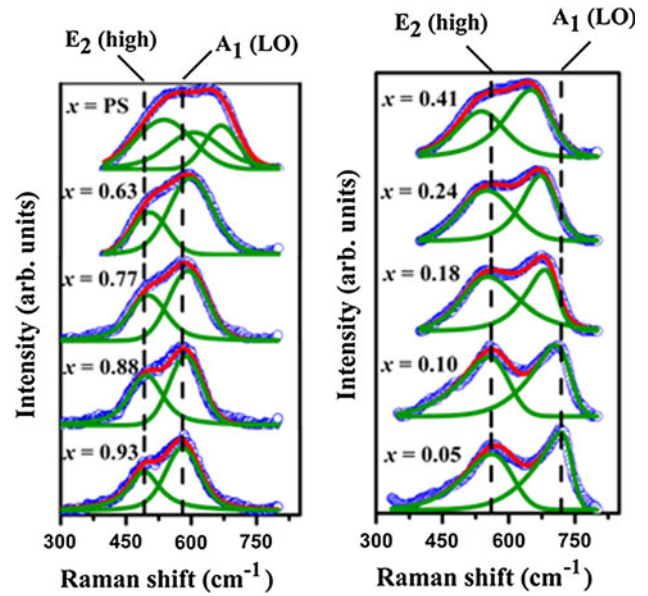 E₂ (high)
A₁ (LO)
x = PS
x = 0.63
x = 0.77
x = 0.88
x = 0.93
Intensity (arb. units)
300 450 600 750
Raman shift (cm⁻¹)
E₂ (high)
A₁ (LO)
x = 0.41
x = 0.24
x = 0.18
x = 0.10
x = 0.05
Intensity (arb. units)
300 450 600 750
Raman shift (cm⁻¹)